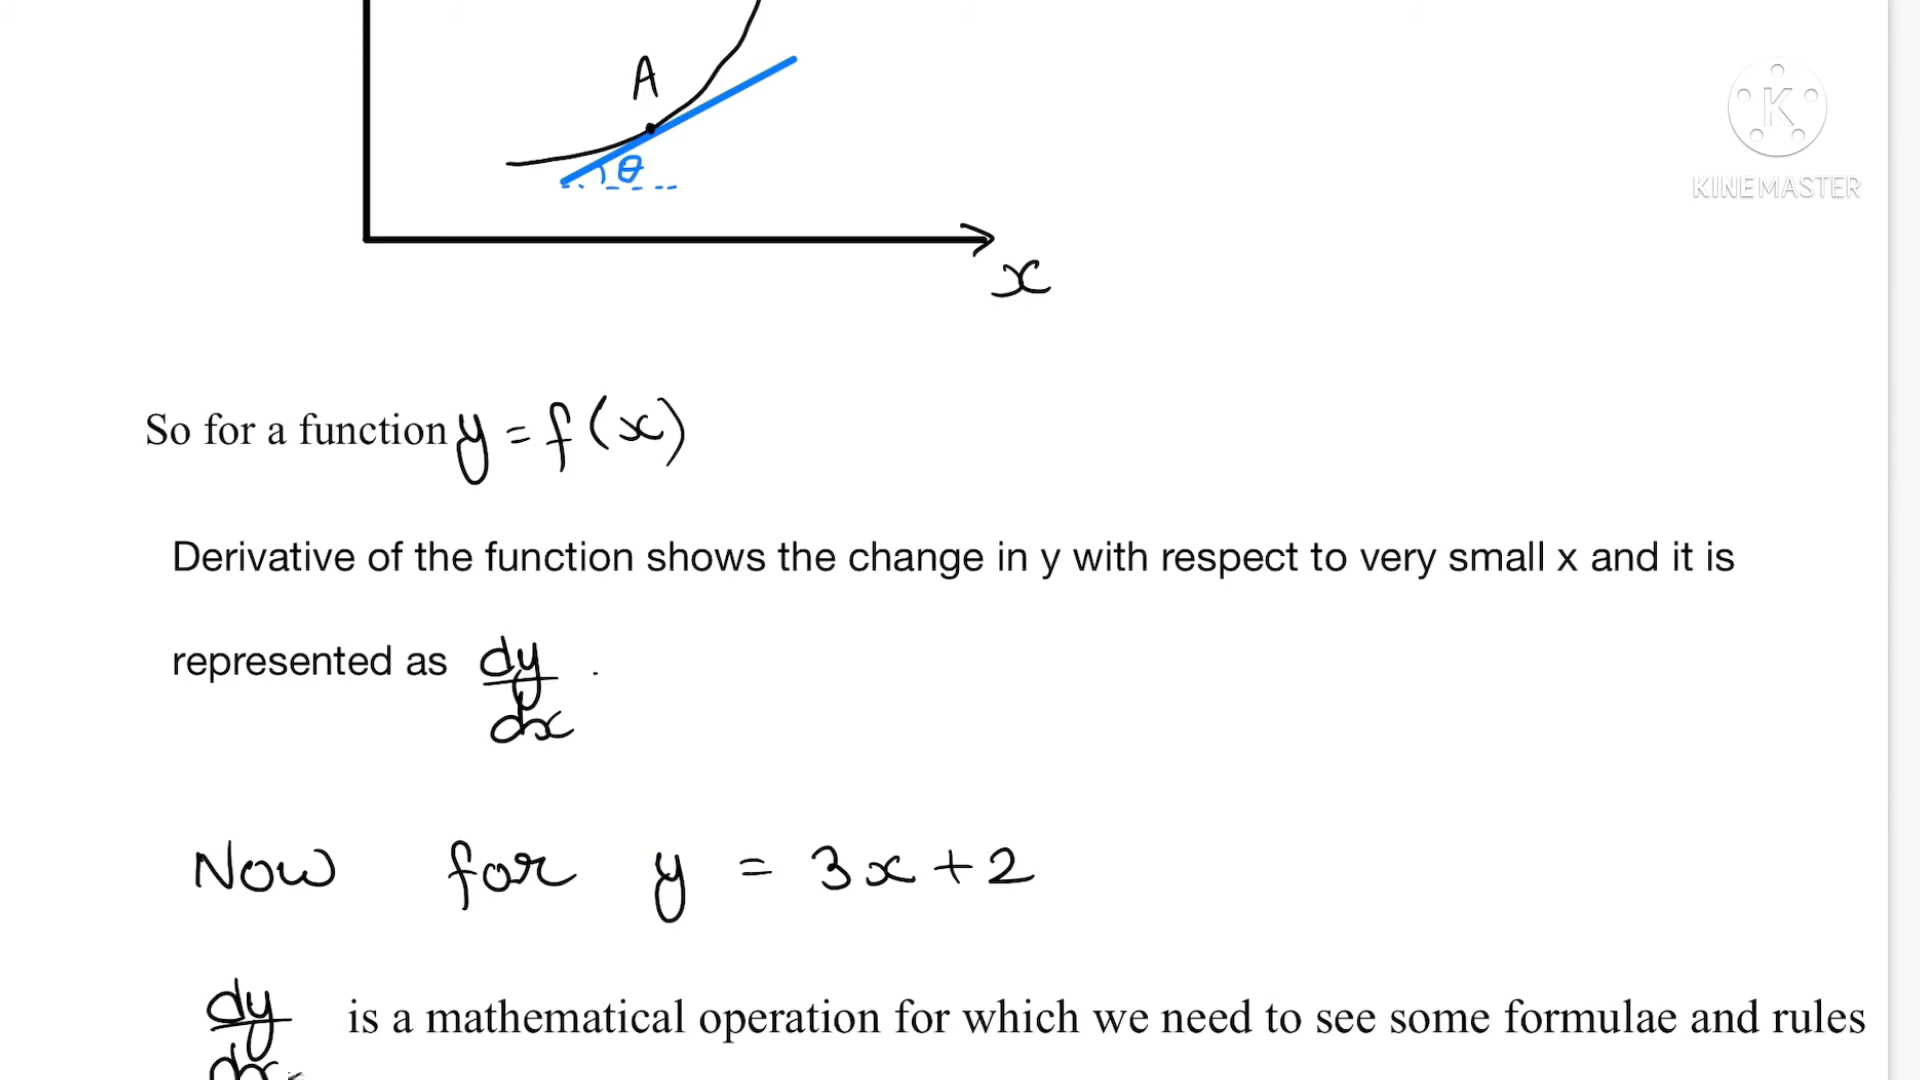 A
θ
x
K
KINEMASTER
So for a function y = f(x)
Derivative of the function shows the change in y with respect to very small x and it is
represented as dy/dx .
Now for y = 3x+2
dy/dx is a mathematical operation for which we need to see some formulae and rules